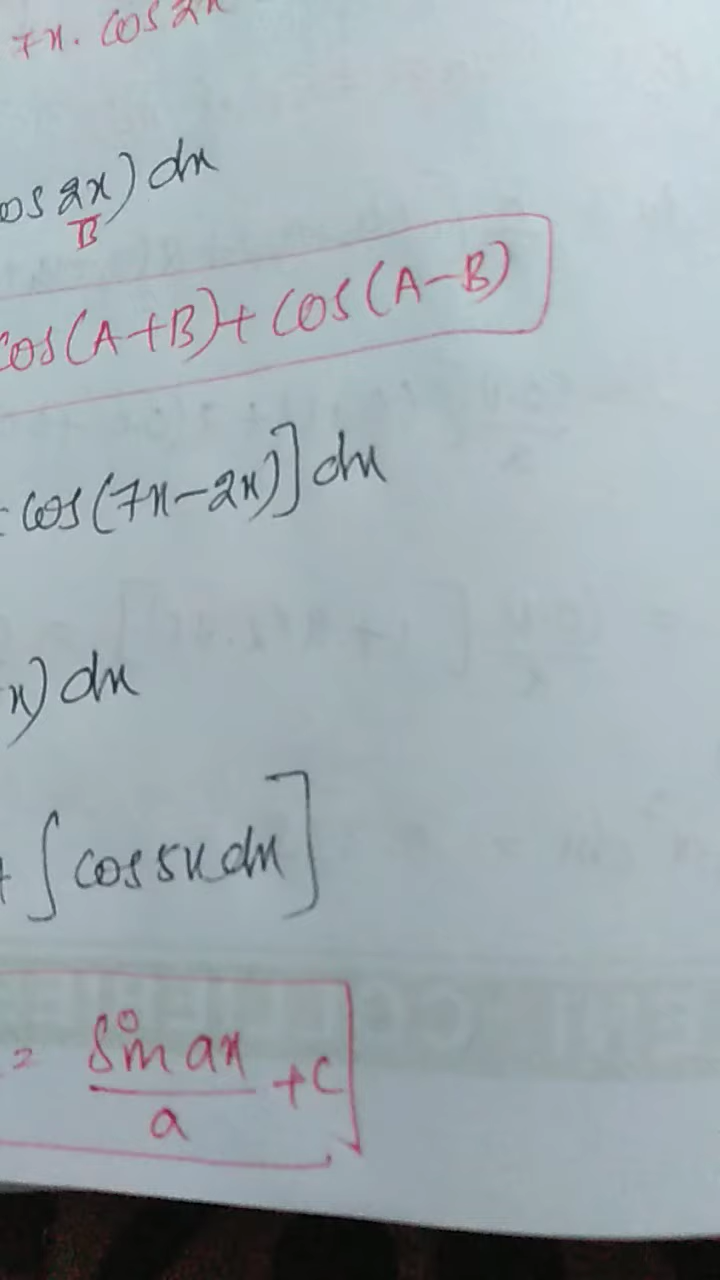 7x. cos 2x
os 2x) dx
B
cos(A+B)+ cos(A-B)
cos(7x-2x)] dx
x) dx
+ ∫ cos5x dx]
= sin ax / a +c